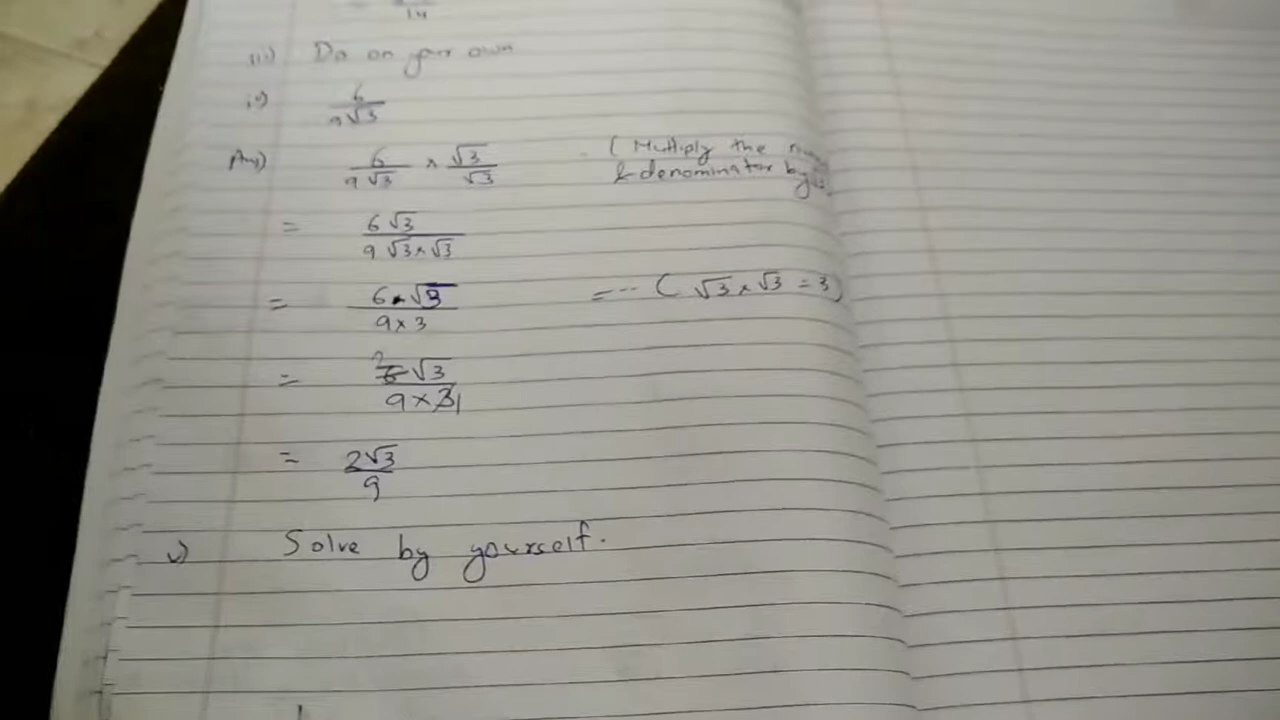 14
iii) Do on your own
iv) 6/9√3
Ans) 6/9√3 × √3/√3 (Multiply the
& denominator by
= 6√3/9√3×√3
= 6×√3/9×3 =--- (√3×√3=3)
= 2 6√3/9×3 1
= 2√3/9
v) Solve by yourself.